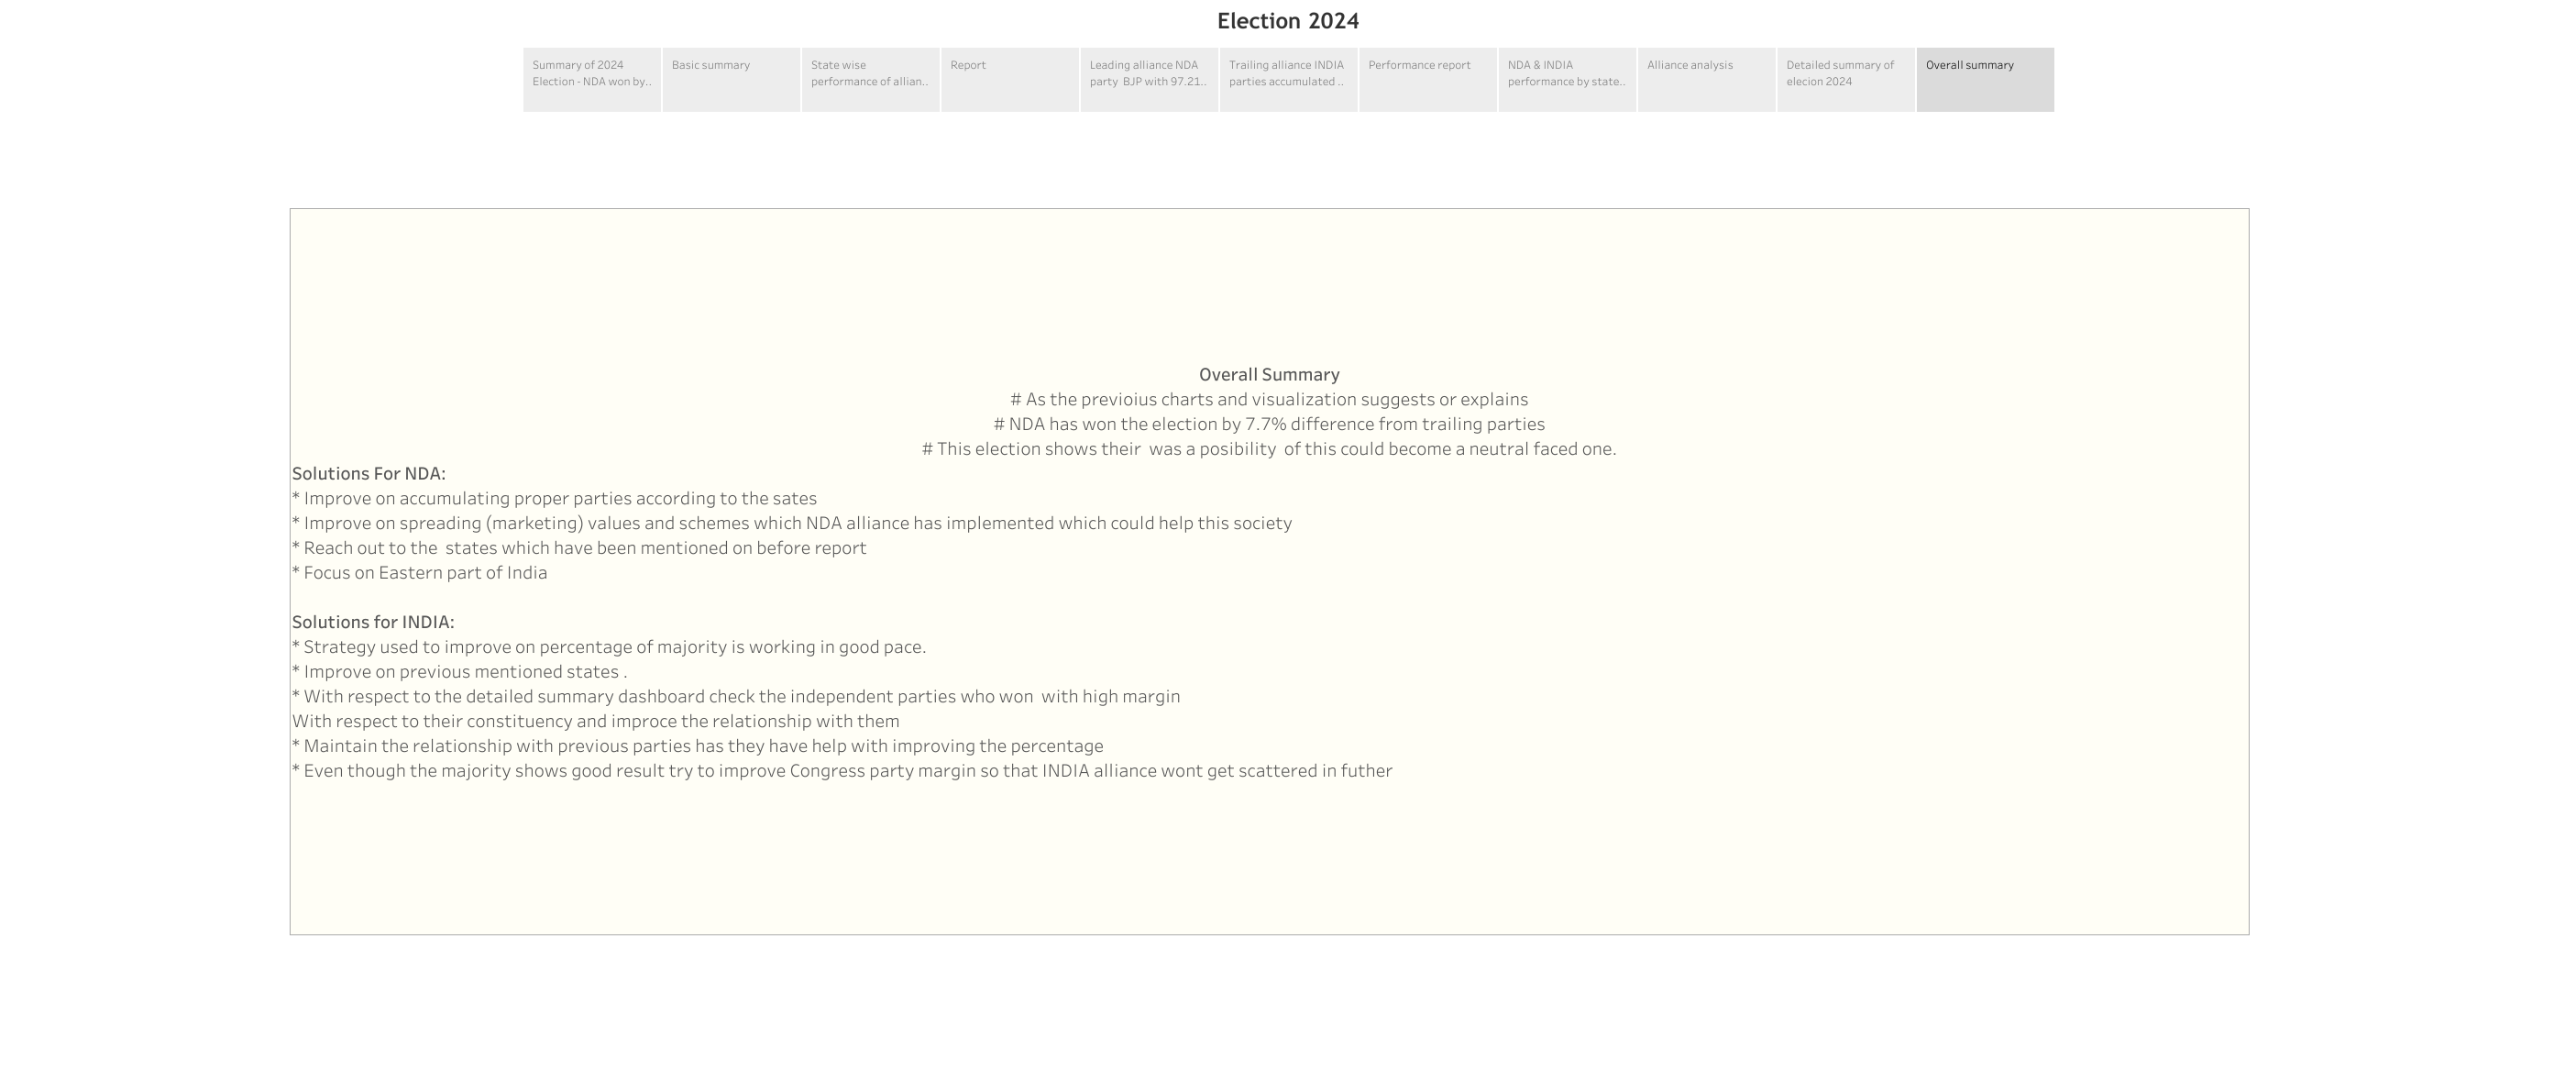 Election 2024
Summary of 2024
Election - NDA won by..
Basic summary
State wise
performance of allian..
Report
Leading alliance NDA
party  BJP with 97.21..
Trailing alliance INDIA
parties accumulated ..
Performance report
NDA & INDIA
performance by state..
Alliance analysis
Detailed summary of
elecion 2024
Overall summary
Overall Summary
# As the previoius charts and visualization suggests or explains
# NDA has won the election by 7.7% difference from trailing parties
# This election shows their  was a posibility  of this could become a neutral faced one.
Solutions For NDA:
* Improve on accumulating proper parties according to the sates
* Improve on spreading (marketing) values and schemes which NDA alliance has implemented which could help this society
* Reach out to the  states which have been mentioned on before report
* Focus on Eastern part of India
Solutions for INDIA:
* Strategy used to improve on percentage of majority is working in good pace.
* Improve on previous mentioned states .
* With respect to the detailed summary dashboard check the independent parties who won  with high margin
With respect to their constituency and improce the relationship with them
* Maintain the relationship with previous parties has they have help with improving the percentage
* Even though the majority shows good result try to improve Congress party margin so that INDIA alliance wont get scattered in futher